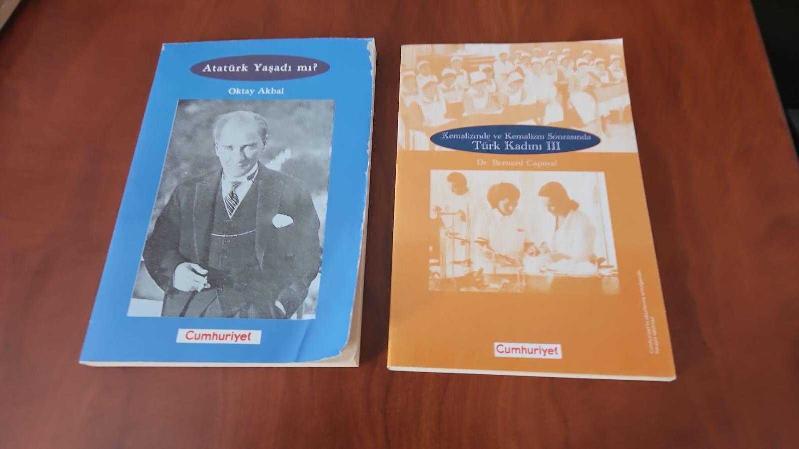 Atatürk Yaşadı mı?
Oktay Akbal
Cumhuriyet
Kemalizmde ve Kemalizm Sonrasında
Türk Kadını III
Dr. Bernard Caporal
Cumhuriyet